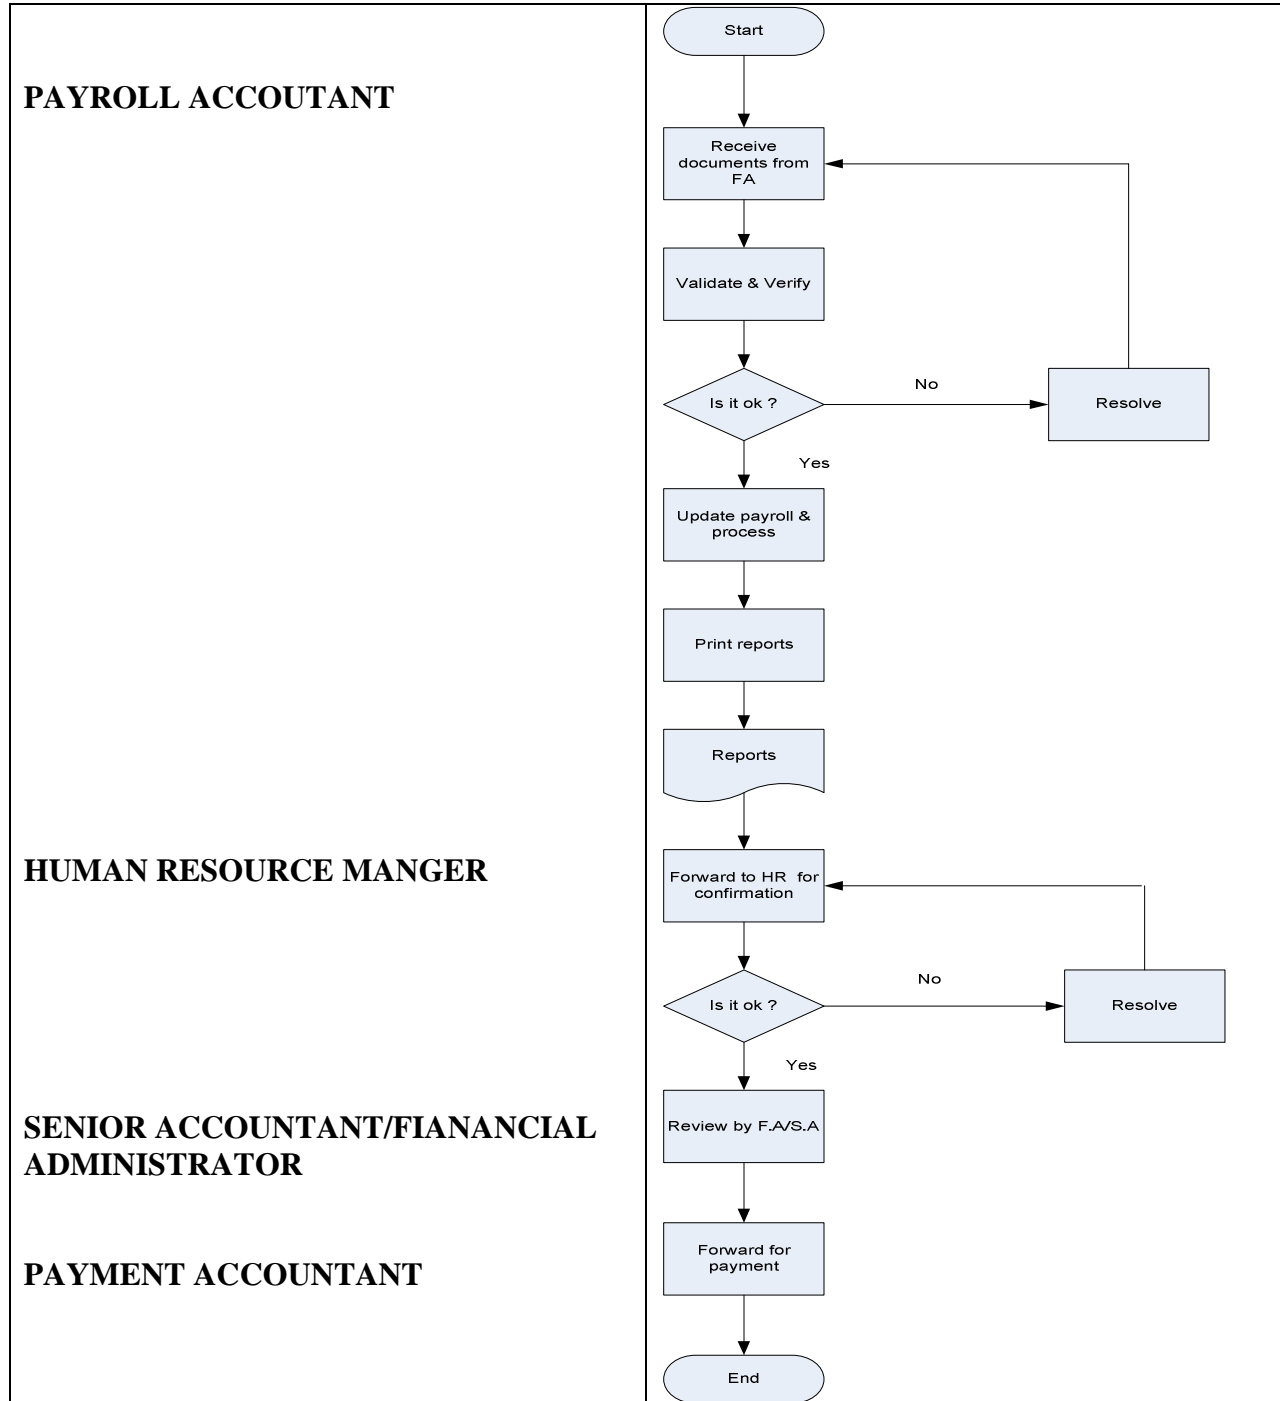 Start
PAYROLL ACCOUTANT
Receive
documents from
FA
Validate & Verify
Is it ok ?
No
Resolve
Yes
Update payroll &
process
Print reports
Reports
HUMAN RESOURCE MANGER
Forward to HR for
confirmation
Is it ok ?
No
Resolve
Yes
SENIOR ACCOUNTANT/FIANANCIAL
ADMINISTRATOR
Review by F.A/S.A
PAYMENT ACCOUNTANT
Forward for
payment
End